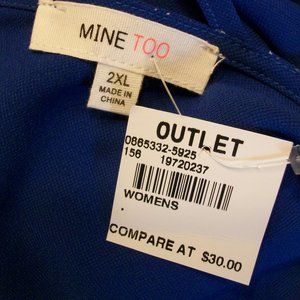 MINE TOO
2XL
MADE IN
CHINA
OUTLET
0865332-5925
156 19720237
WOMENS
COMPARE AT $30.00